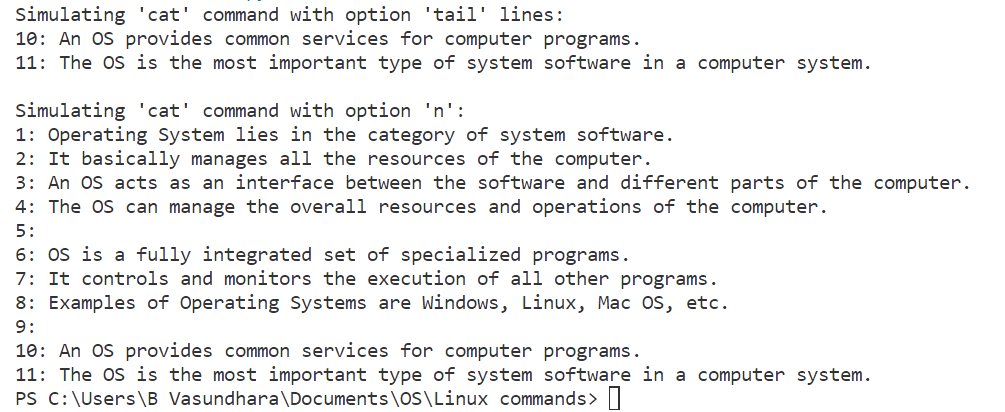 Simulating 'cat' command with option 'tail' lines:
10: An OS provides common services for computer programs.
11: The OS is the most important type of system software in a computer system.

Simulating 'cat' command with option 'n':
1: Operating System lies in the category of system software.
2: It basically manages all the resources of the computer.
3: An OS acts as an interface between the software and different parts of the computer.
4: The OS can manage the overall resources and operations of the computer.
5:
6: OS is a fully integrated set of specialized programs.
7: It controls and monitors the execution of all other programs.
8: Examples of Operating Systems are Windows, Linux, Mac OS, etc.
9:
10: An OS provides common services for computer programs.
11: The OS is the most important type of system software in a computer system.
PS C:\Users\B Vasundhara\Documents\OS\Linux commands>